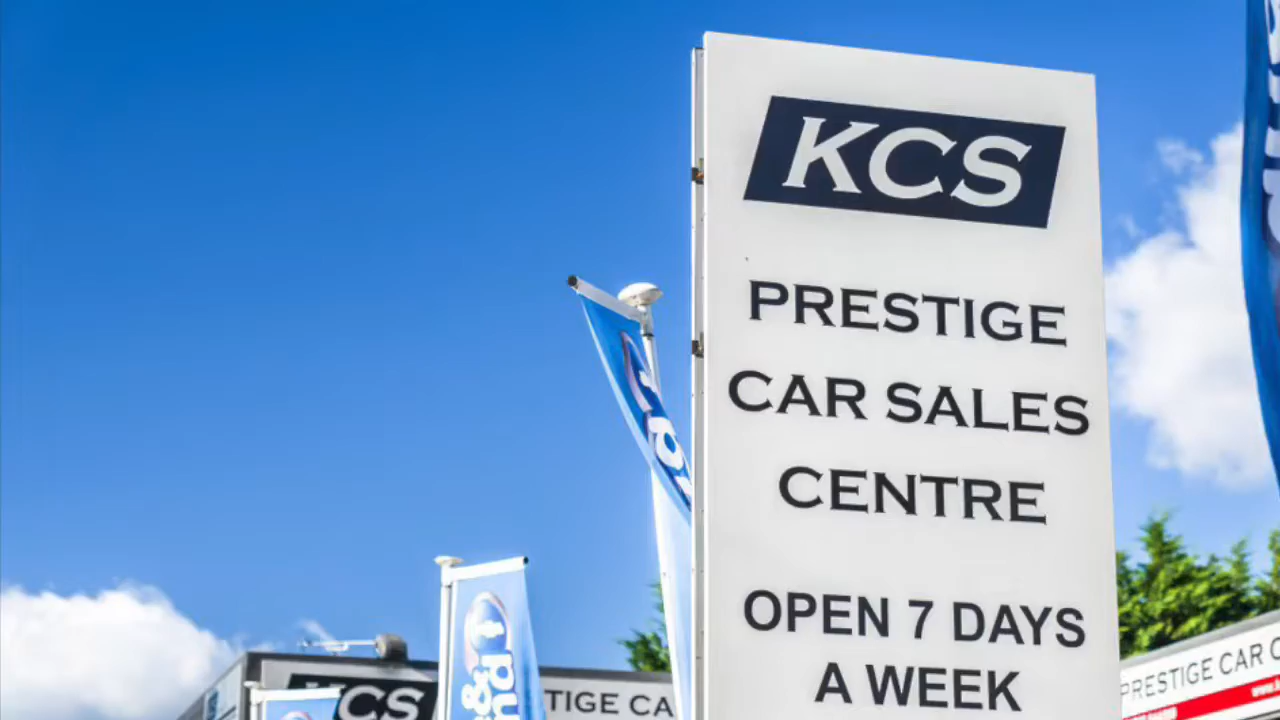 KCS
PRESTIGE
CAR SALES
CENTRE
OPEN 7 DAYS
A WEEK
KCS
TIGE CA
PRESTIGE CAR